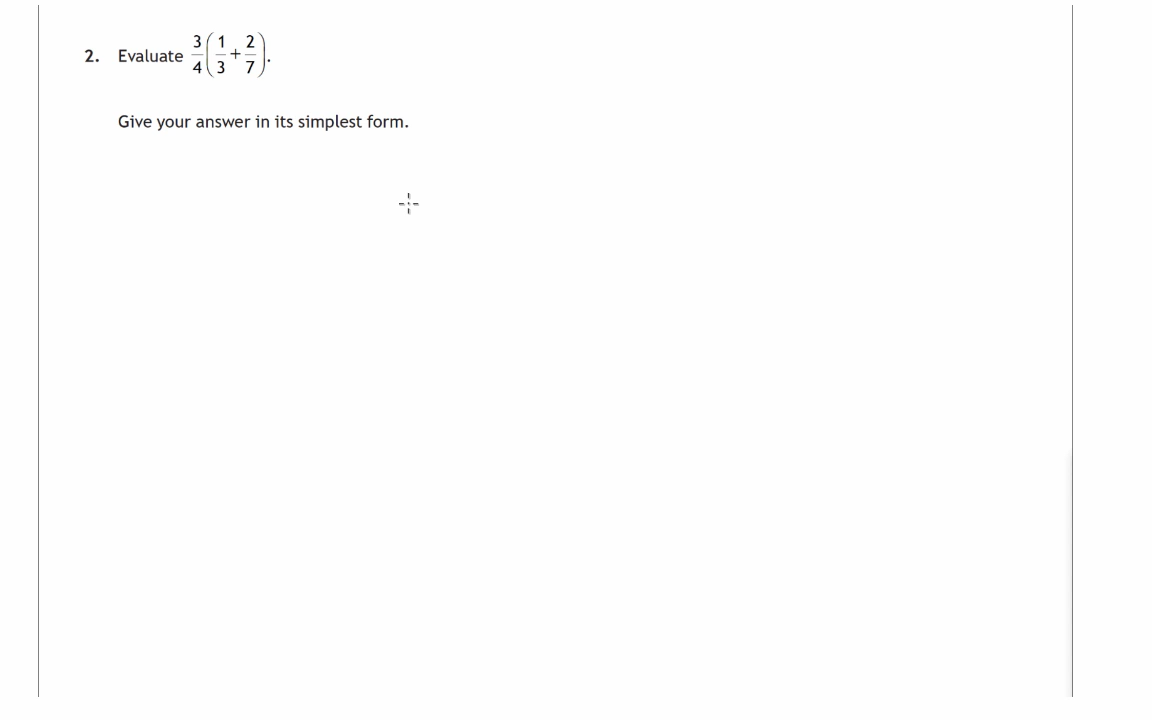 2. Evaluate 3/4(1/3+2/7).
Give your answer in its simplest form.